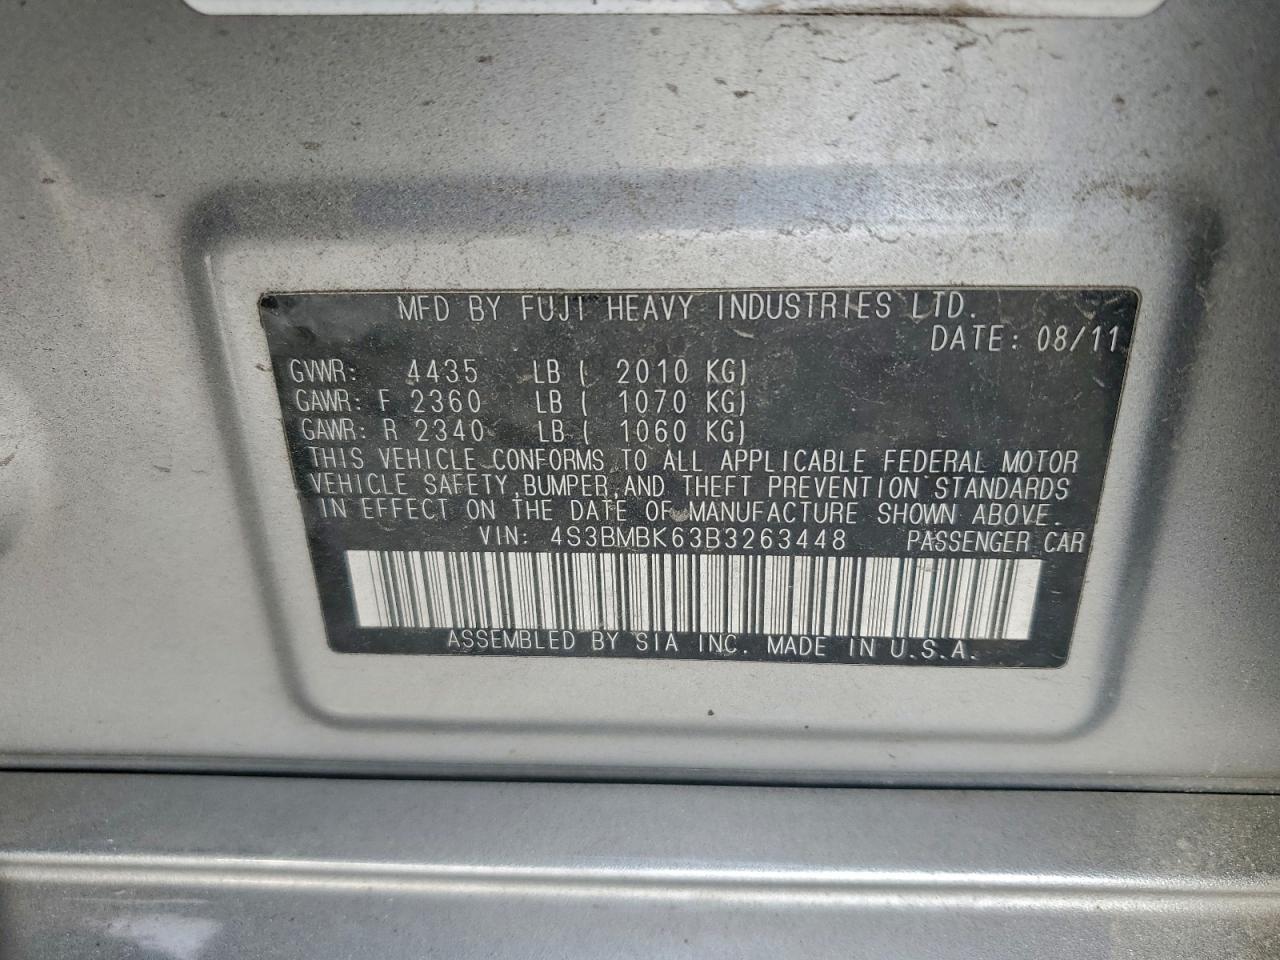 MFD BY FUJI HEAVY INDUSTRIES LTD.
DATE: 08/11
GVWR: 4435 LB ( 2010 KG)
GAWR: F 2360 LB ( 1070 KG)
GAWR: R 2340 LB ( 1060 KG)
THIS VEHICLE CONFORMS TO ALL APPLICABLE FEDERAL MOTOR
VEHICLE SAFETY, BUMPER, AND THEFT PREVENTION STANDARDS
IN EFFECT ON THE DATE OF MANUFACTURE SHOWN ABOVE.
VIN: 4S3BMBK63B3263448 PASSENGER CAR
ASSEMBLED BY SIA INC. MADE IN U.S.A.